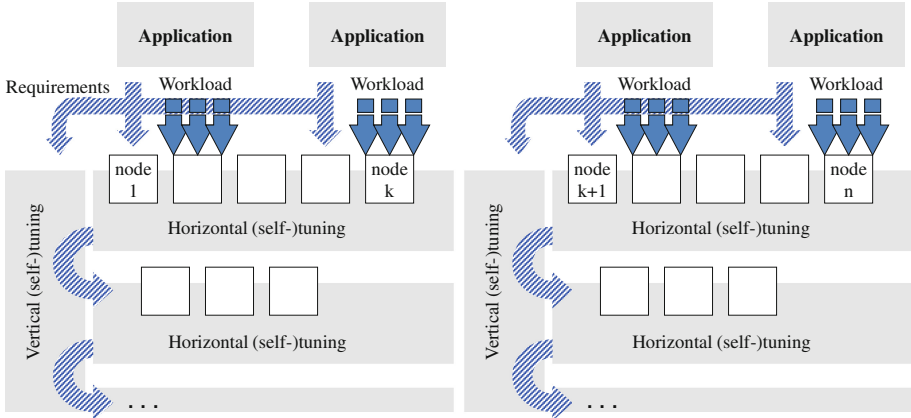 Application
Application
Application
Application
Requirements
Workload
Workload
Workload
Workload
node
1
node
k
node
k+1
node
n
Horizontal (self-)tuning
Horizontal (self-)tuning
Vertical (self-)tuning
Vertical (self-)tuning
Horizontal (self-)tuning
Horizontal (self-)tuning
. . .
. . .